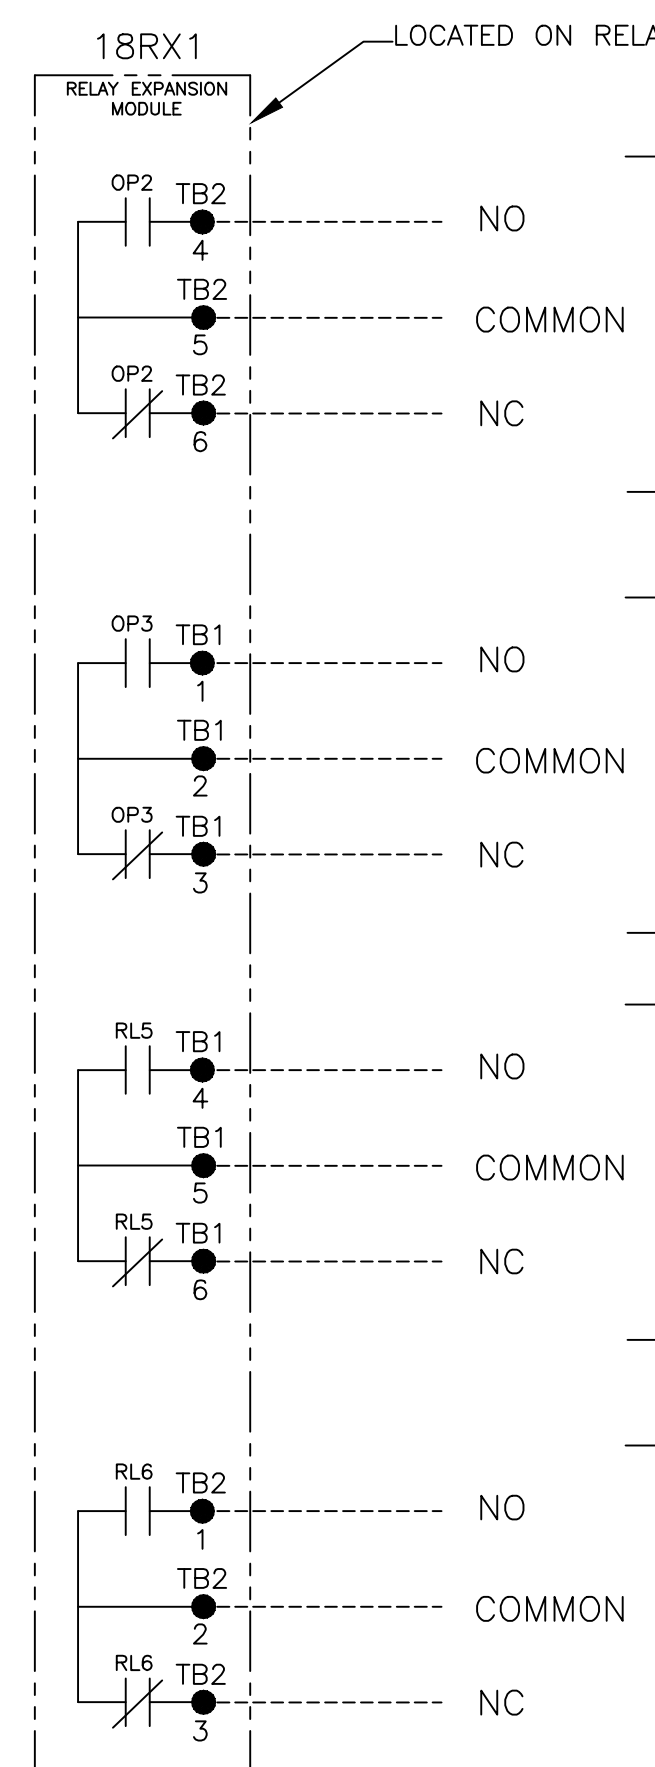 18RX1
LOCATED ON
RELAY EXPANSION
MODULE
OP2 TB2
4
NO
TB2
5
COMMON
OP2 TB2
6
NC
OP3 TB1
1
NO
TB1
2
COMMON
OP3 TB1
3
NC
RL5 TB1
4
NO
TB1
5
COMMON
RL5 TB1
6
NC
RL6 TB2
1
NO
TB2
2
COMMON
RL6 TB2
3
NC